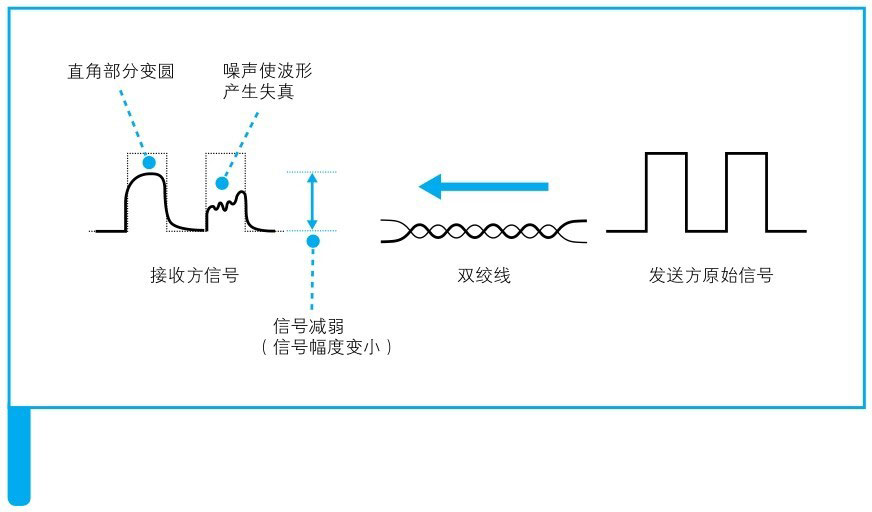 直角部分变圆
噪声使波形
产生失真
接收方信号
双绞线
发送方原始信号
信号减弱
（信号幅度变小）